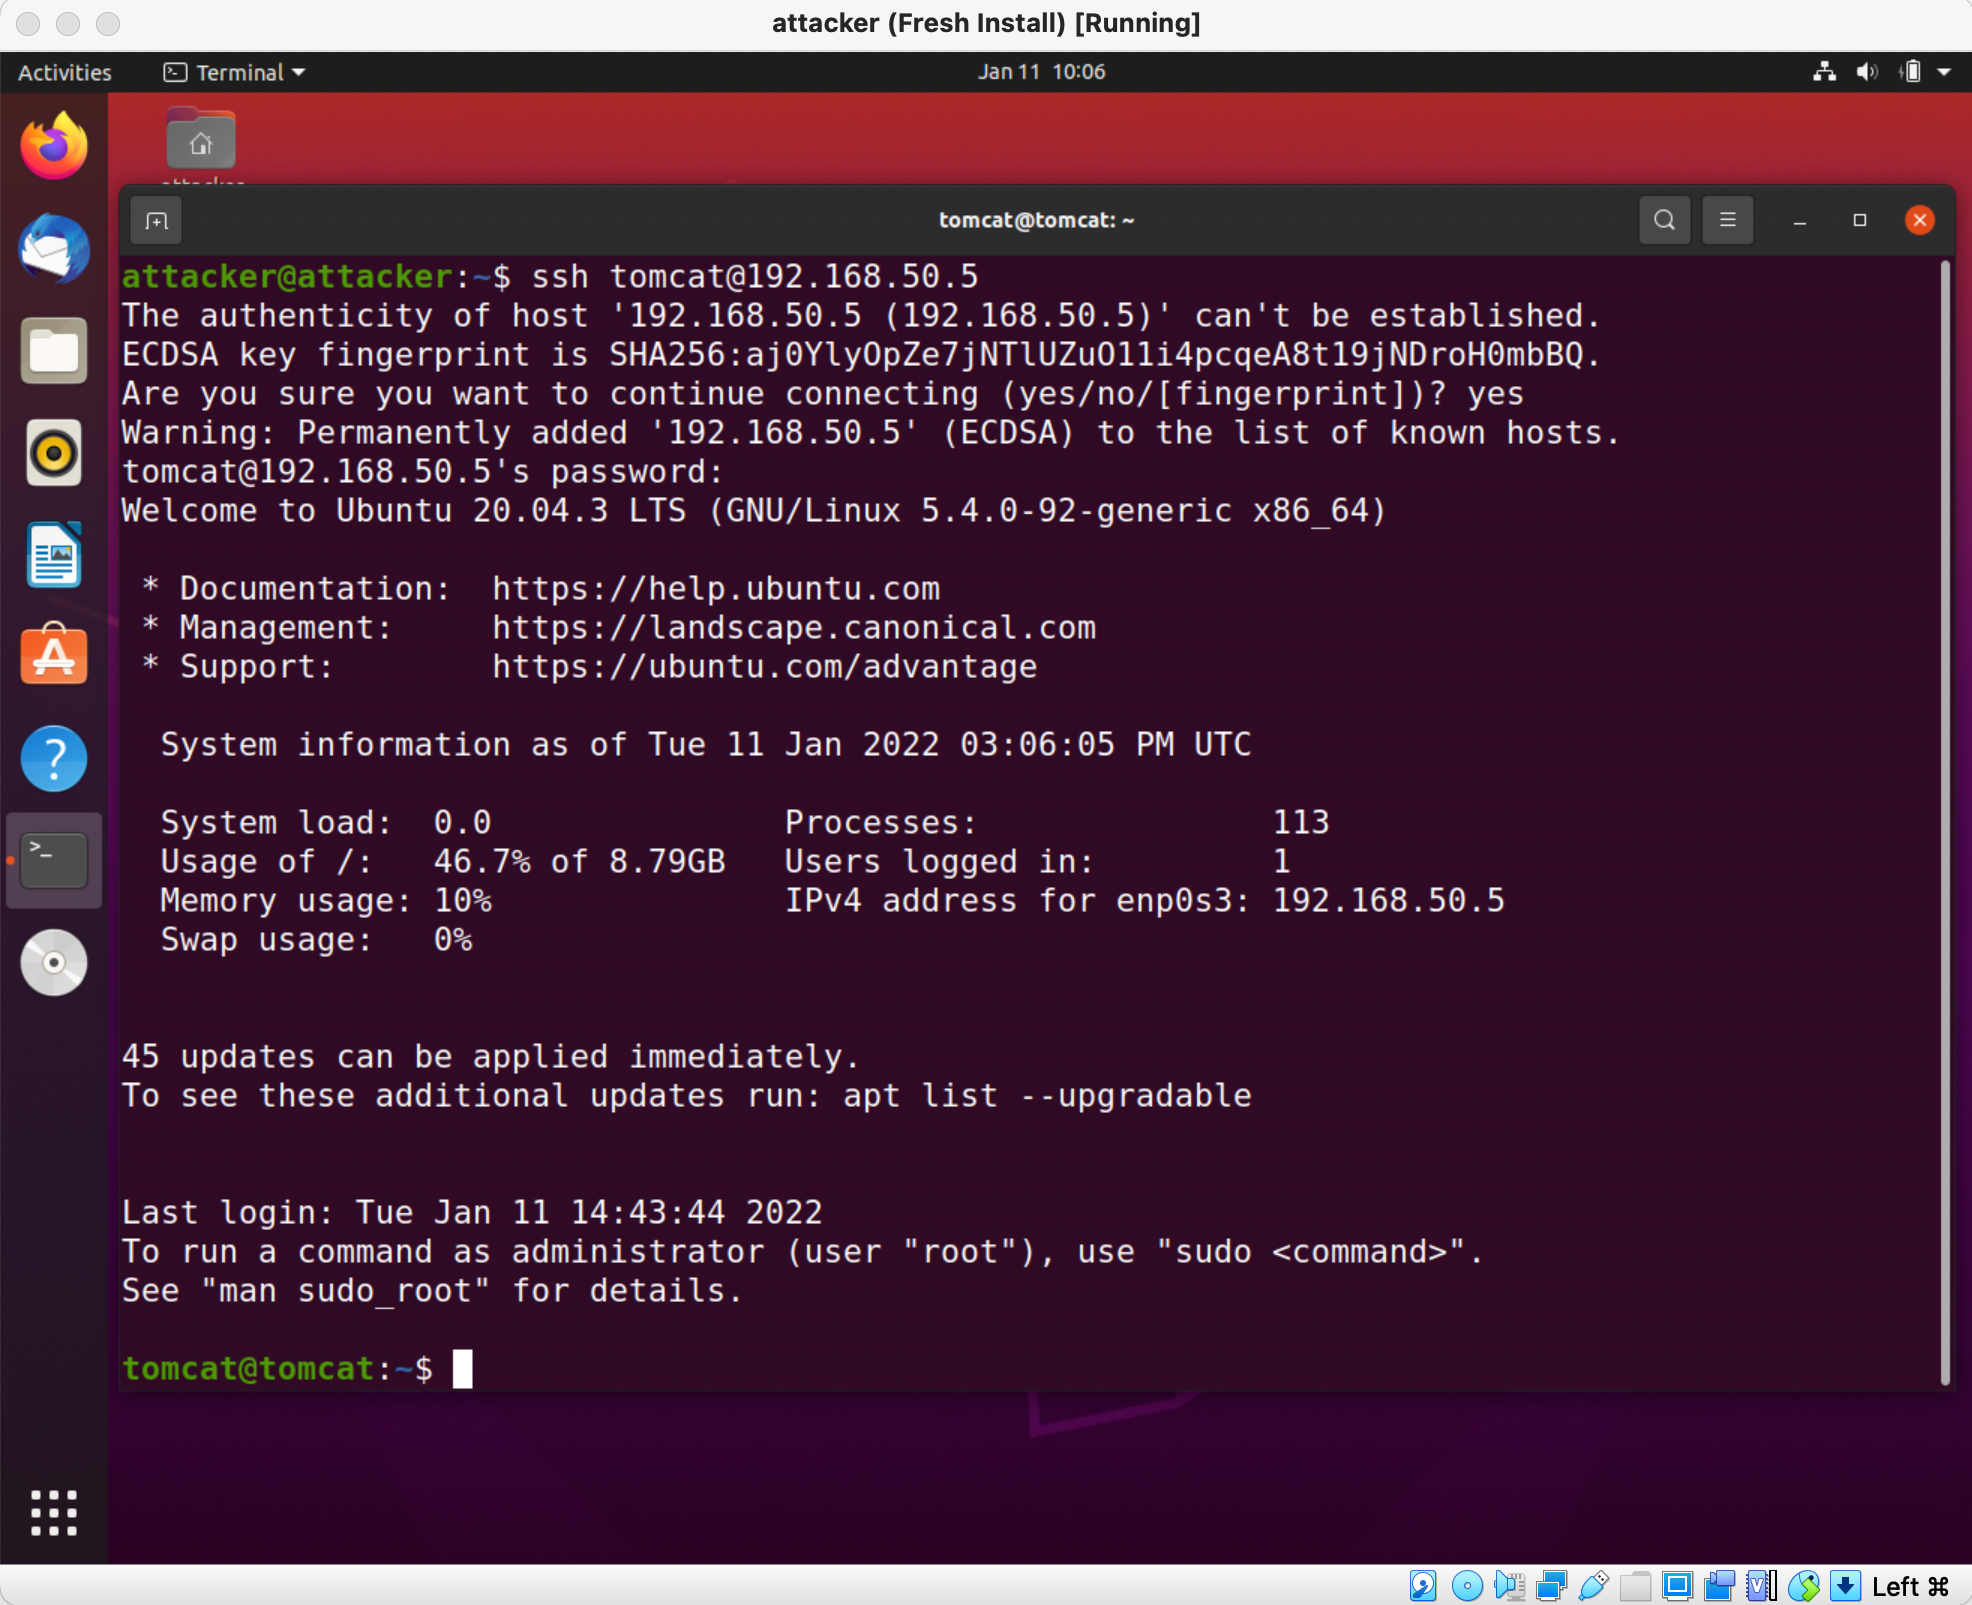 attacker (Fresh Install) [Running]
Activities
Terminal
Jan 11 10:06
tomcat@tomcat: ~
attacker@attacker:~$ ssh tomcat@192.168.50.5
The authenticity of host '192.168.50.5 (192.168.50.5)' can't be established.
ECDSA key fingerprint is SHA256:aj0YlyOpZe7jNTlUZuO11i4pcqeA8t19jNDroH0mbBQ.
Are you sure you want to continue connecting (yes/no/[fingerprint])? yes
Warning: Permanently added '192.168.50.5' (ECDSA) to the list of known hosts.
tomcat@192.168.50.5's password:
Welcome to Ubuntu 20.04.3 LTS (GNU/Linux 5.4.0-92-generic x86_64)
* Documentation: https://help.ubuntu.com
* Management: https://landscape.canonical.com
* Support: https://ubuntu.com/advantage
System information as of Tue 11 Jan 2022 03:06:05 PM UTC
System load: 0.0 Processes: 113
Usage of /: 46.7% of 8.79GB Users logged in: 1
Memory usage: 10% IPv4 address for enp0s3: 192.168.50.5
Swap usage: 0%
45 updates can be applied immediately.
To see these additional updates run: apt list --upgradable
Last login: Tue Jan 11 14:43:44 2022
To run a command as administrator (user "root"), use "sudo <command>".
See "man sudo_root" for details.
tomcat@tomcat:~$
Left ⌘